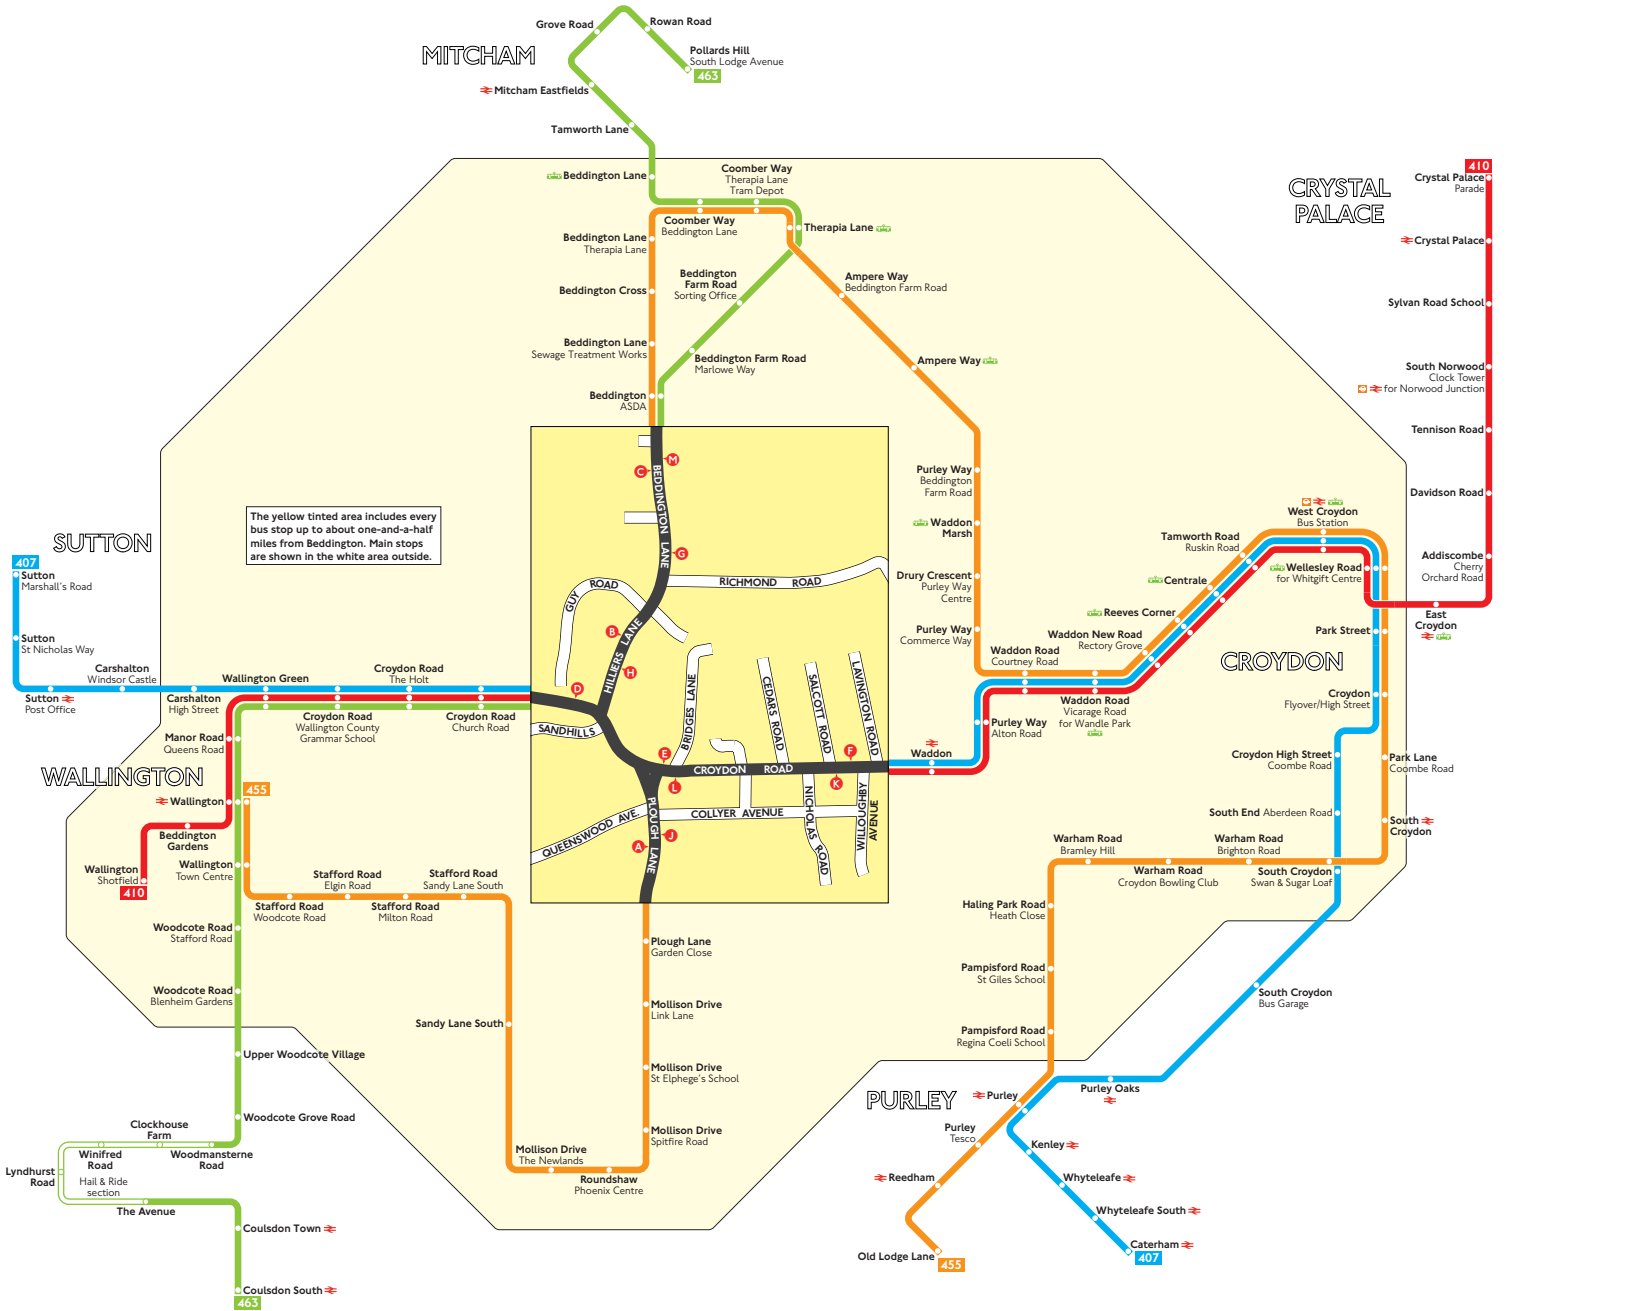 Grove Road
Rowan Road
MITCHAM
Pollards Hill
South Lodge Avenue
463
Mitcham Eastfields
Tamworth Lane
Beddington Lane
Coomber Way
Therapia Lane
Tram Depot
Coomber Way
Beddington Lane
Therapia Lane
Beddington Lane
Therapia Lane
Beddington Cross
Beddington
Farm Road
Sorting Office
Ampere Way
Beddington Farm Road
Beddington Lane
Sewage Treatment Works
Beddington Farm Road
Marlowe Way
Ampere Way
Beddington
ASDA
410
Crystal Palace
Parade
CRYSTAL
PALACE
Crystal Palace
Sylvan Road School
South Norwood
Clock Tower
for Norwood Junction
Tennison Road
Davidson Road
Addiscombe
Cherry
Orchard Road
East
Croydon
The yellow tinted area includes every
bus stop up to about one-and-a-half
miles from Beddington. Main stops
are shown in the white area outside.
SUTTON
407
Sutton
Marshall's Road
Sutton
St Nicholas Way
Carshalton
Windsor Castle
Sutton
Post Office
Carshalton
High Street
Wallington Green
Croydon Road
The Holt
Croydon Road
Wallington County
Grammar School
Croydon Road
Church Road
Manor Road
Queens Road
WALLINGTON
455
Wallington
Beddington
Gardens
Wallington
Shotfield
410
Wallington
Town Centre
Stafford Road
Elgin Road
Stafford Road
Sandy Lane South
Stafford Road
Woodcote Road
Stafford Road
Milton Road
Woodcote Road
Stafford Road
Woodcote Road
Blenheim Gardens
Sandy Lane South
Upper Woodcote Village
Woodcote Grove Road
Clockhouse
Farm
Winifred
Road
Woodmansterne
Road
Lyndhurst
Road
Hail & Ride
section
The Avenue
Coulsdon Town
Coulsdon South
463
M
C
BEDDINGTON LANE
G
RICHMOND ROAD
GUY ROAD
B
HILLIERS LANE
H
D
SANDHILLS
BRIDGES LANE
CEDARS ROAD
SALCOTT ROAD
LAVINGTON ROAD
E
F
CROYDON ROAD
L
K
PLOUGH LANE
COLLYER AVENUE
NICHOLAS ROAD
WILLOUGHBY
AVENUE
QUEENSWOOD AVE.
J
A
Plough Lane
Garden Close
Mollison Drive
Link Lane
Mollison Drive
St Elphege's School
Mollison Drive
Spitfire Road
Mollison Drive
The Newlands
Roundshaw
Phoenix Centre
Purley Way
Beddington
Farm Road
Waddon
Marsh
Drury Crescent
Purley Way
Centre
Purley Way
Commerce Way
Waddon Road
Courtney Road
Waddon
Purley Way
Alton Road
Waddon Road
Vicarage Road
for Wandle Park
Waddon New Road
Rectory Grove
Reeves Corner
Centrale
Tamworth Road
Ruskin Road
West Croydon
Bus Station
Wellesley Road
for Whitgift Centre
Park Street
CROYDON
Croydon
Flyover/High Street
Croydon High Street
Coombe Road
Park Lane
Coombe Road
South End Aberdeen Road
South
Croydon
Warham Road
Bramley Hill
Warham Road
Brighton Road
Warham Road
Croydon Bowling Club
South Croydon
Swan & Sugar Loaf
Haling Park Road
Heath Close
Pampisford Road
St Giles School
Pampisford Road
Regina Coeli School
South Croydon
Bus Garage
PURLEY
Purley
Purley Oaks
Purley
Tesco
Kenley
Reedham
Whyteleafe
Whyteleafe South
Old Lodge Lane
455
Caterham
407